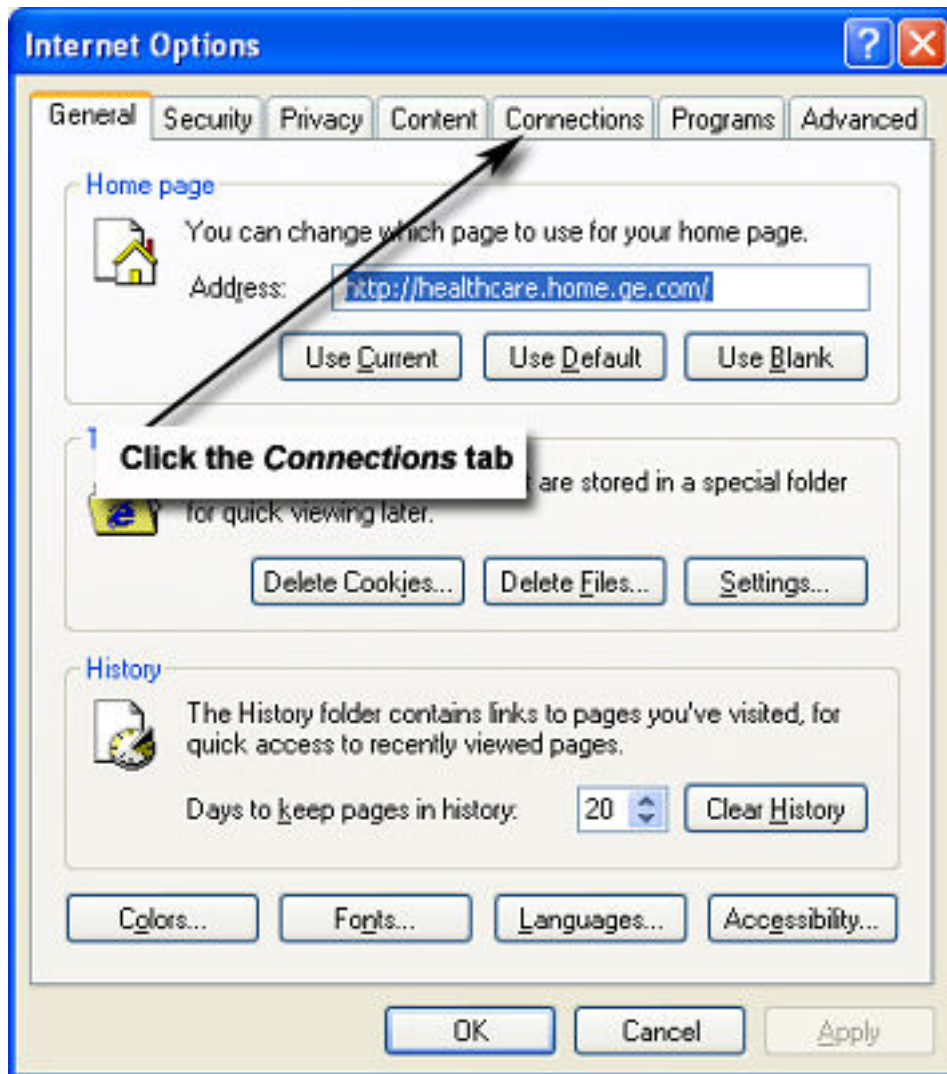 Internet Options
General Security Privacy Content Connections Programs Advanced
Home page
You can change which page to use for your home page.
Address: http://healthcare.home.ge.com/
Use Current Use Default Use Blank
Click the Connections tab
are stored in a special folder
for quick viewing later.
Delete Cookies... Delete Files... Settings...
History
The History folder contains links to pages you've visited, for
quick access to recently viewed pages.
Days to keep pages in history: 20 Clear History
Colors... Fonts... Languages... Accessibility...
OK Cancel Apply